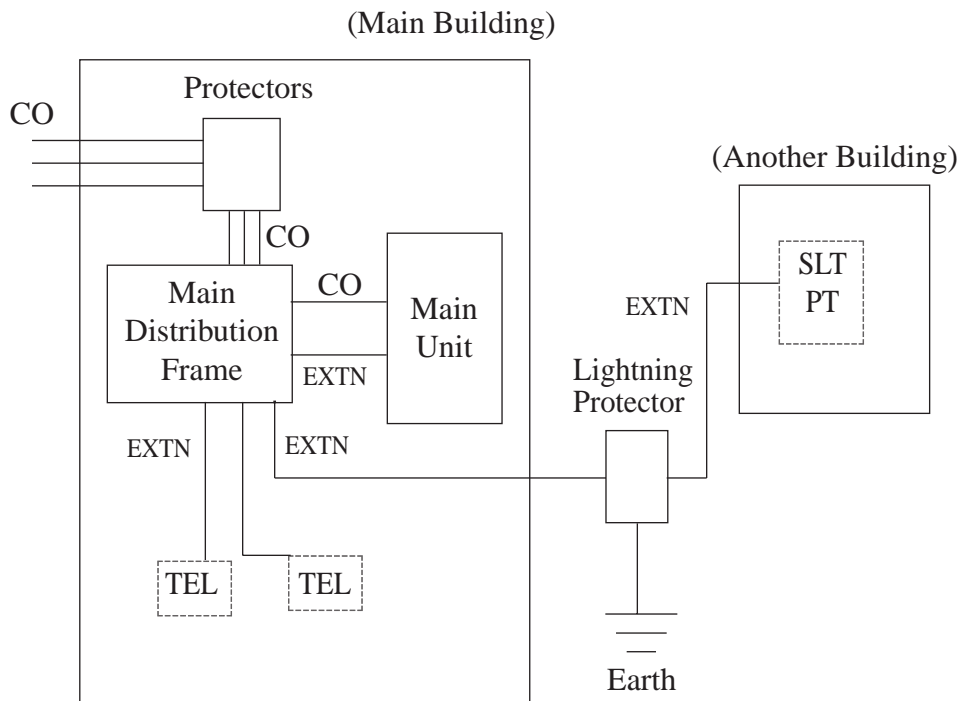 (Main Building)
Protectors
CO
(Another Building)
CO
SLT
PT
CO
Main
Distribution
Frame
Main
Unit
EXTN
EXTN
Lightning
Protector
EXTN
EXTN
TEL
TEL
Earth